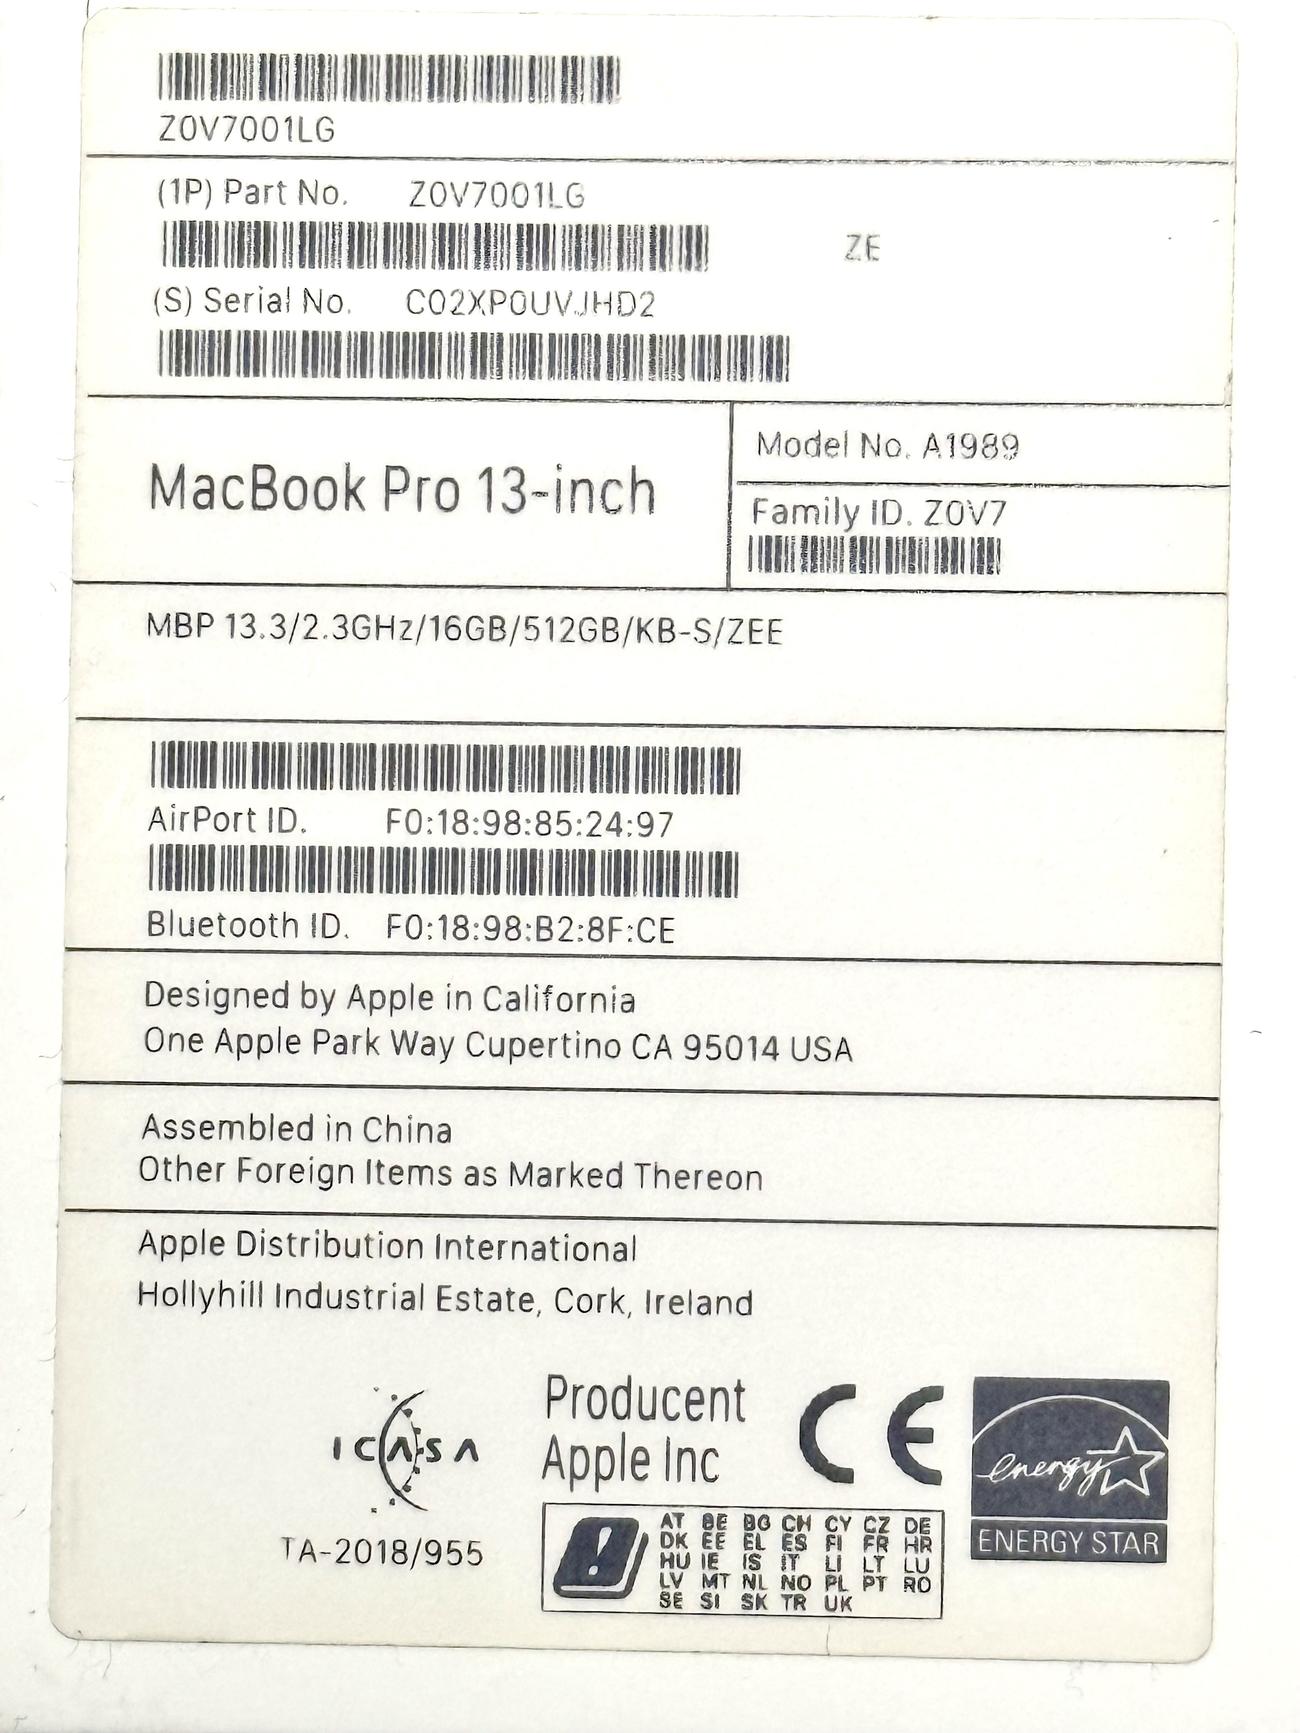 Z0V7001LG
(1P) Part No. Z0V7001LG
ZE
(S) Serial No. C02XP0UVJHD2
MacBook Pro 13-inch
Model No. A1989
Family ID. Z0V7
MBP 13.3/2.3GHz/16GB/512GB/KB-S/ZEE
AirPort ID. F0:18:98:85:24:97
Bluetooth ID. F0:18:98:B2:8F:CE
Designed by Apple in California
One Apple Park Way Cupertino CA 95014 USA
Assembled in China
Other Foreign Items as Marked Thereon
Apple Distribution International
Hollyhill Industrial Estate, Cork, Ireland
ICASA
TA-2018/955
Producent
Apple Inc
CE
energy
ENERGY STAR
AT BE BG CH CY CZ DE
DK EE EL ES FI FR HR
HU IE IS IT LI LT LU
LV MT NL NO PL PT RO
SE SI SK TR UK